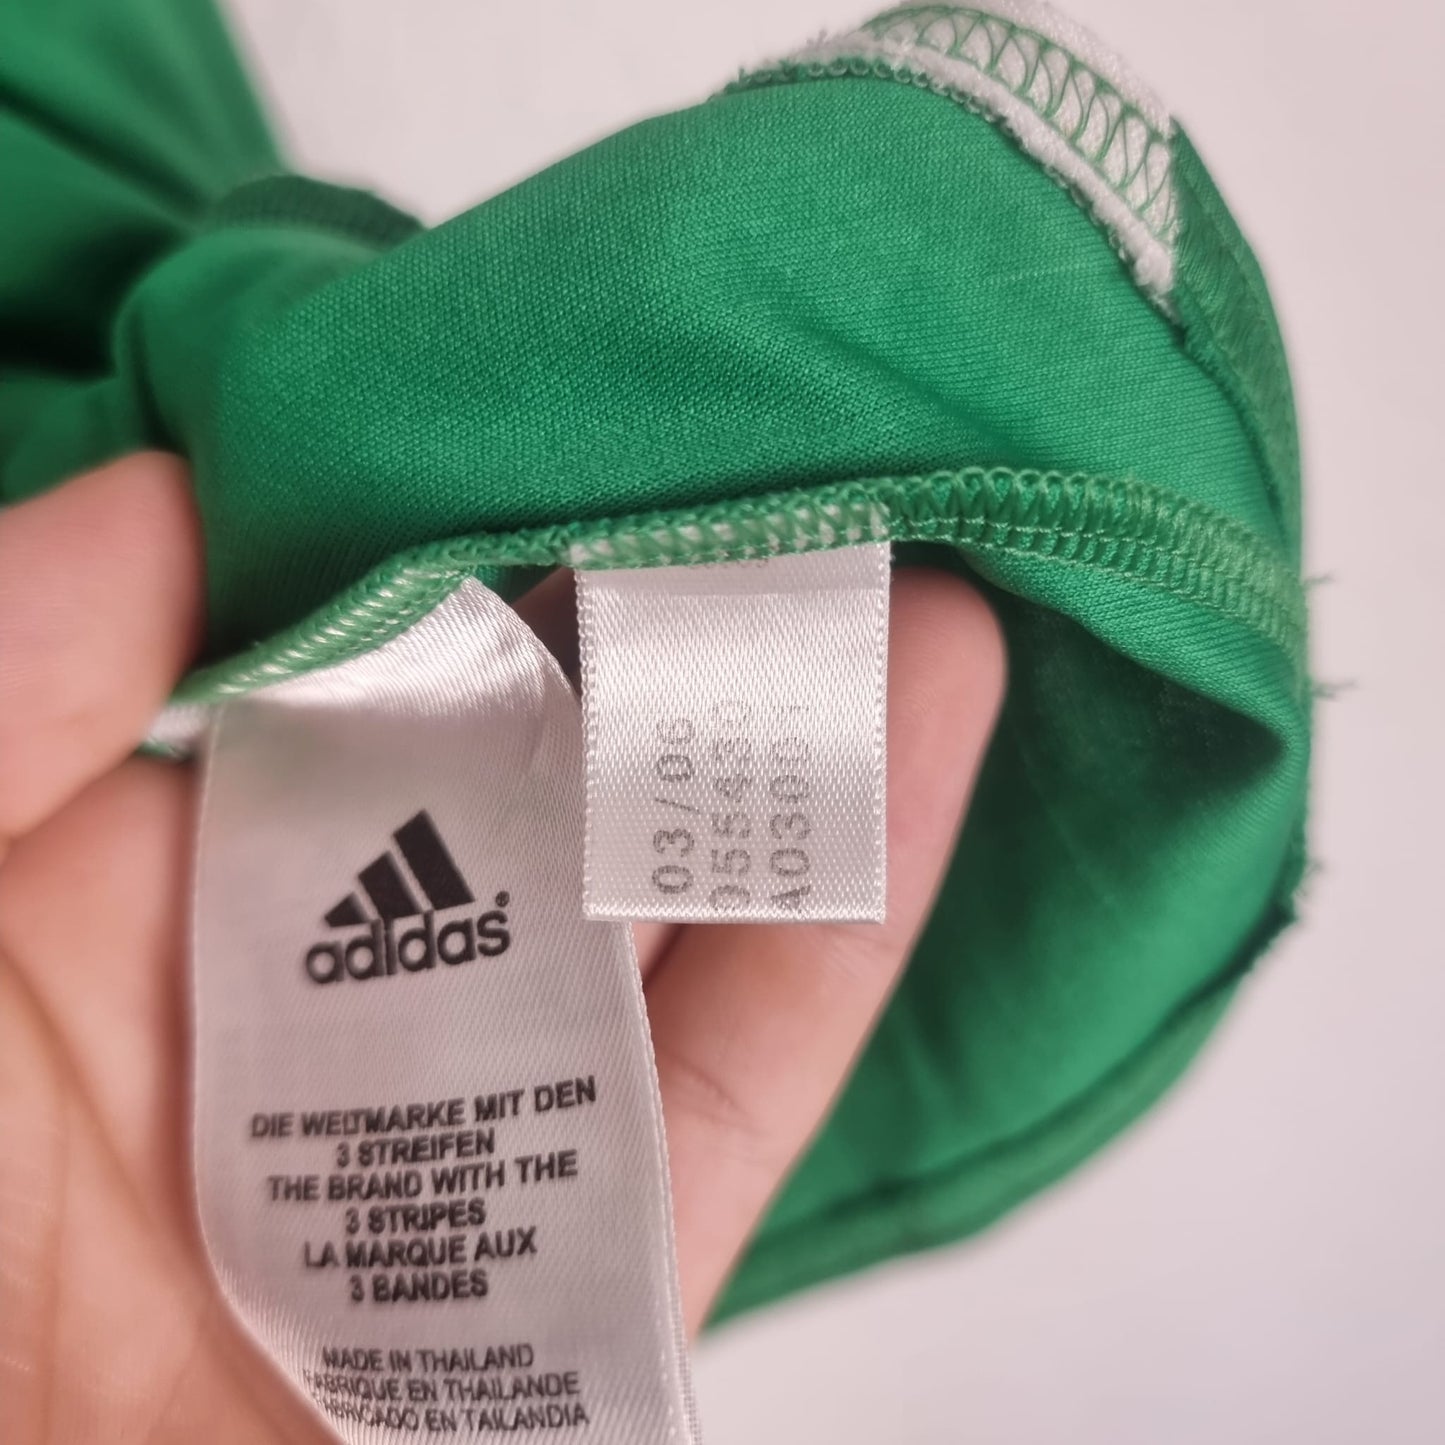 adidas®
DIE WELTMARKE MIT DEN
3 STREIFEN
THE BRAND WITH THE
3 STRIPES
LA MARQUE AUX
3 BANDES
MADE IN THAILAND
FABRIQUE EN THAILANDE
FABRICADO EN TAILANDIA
03/06